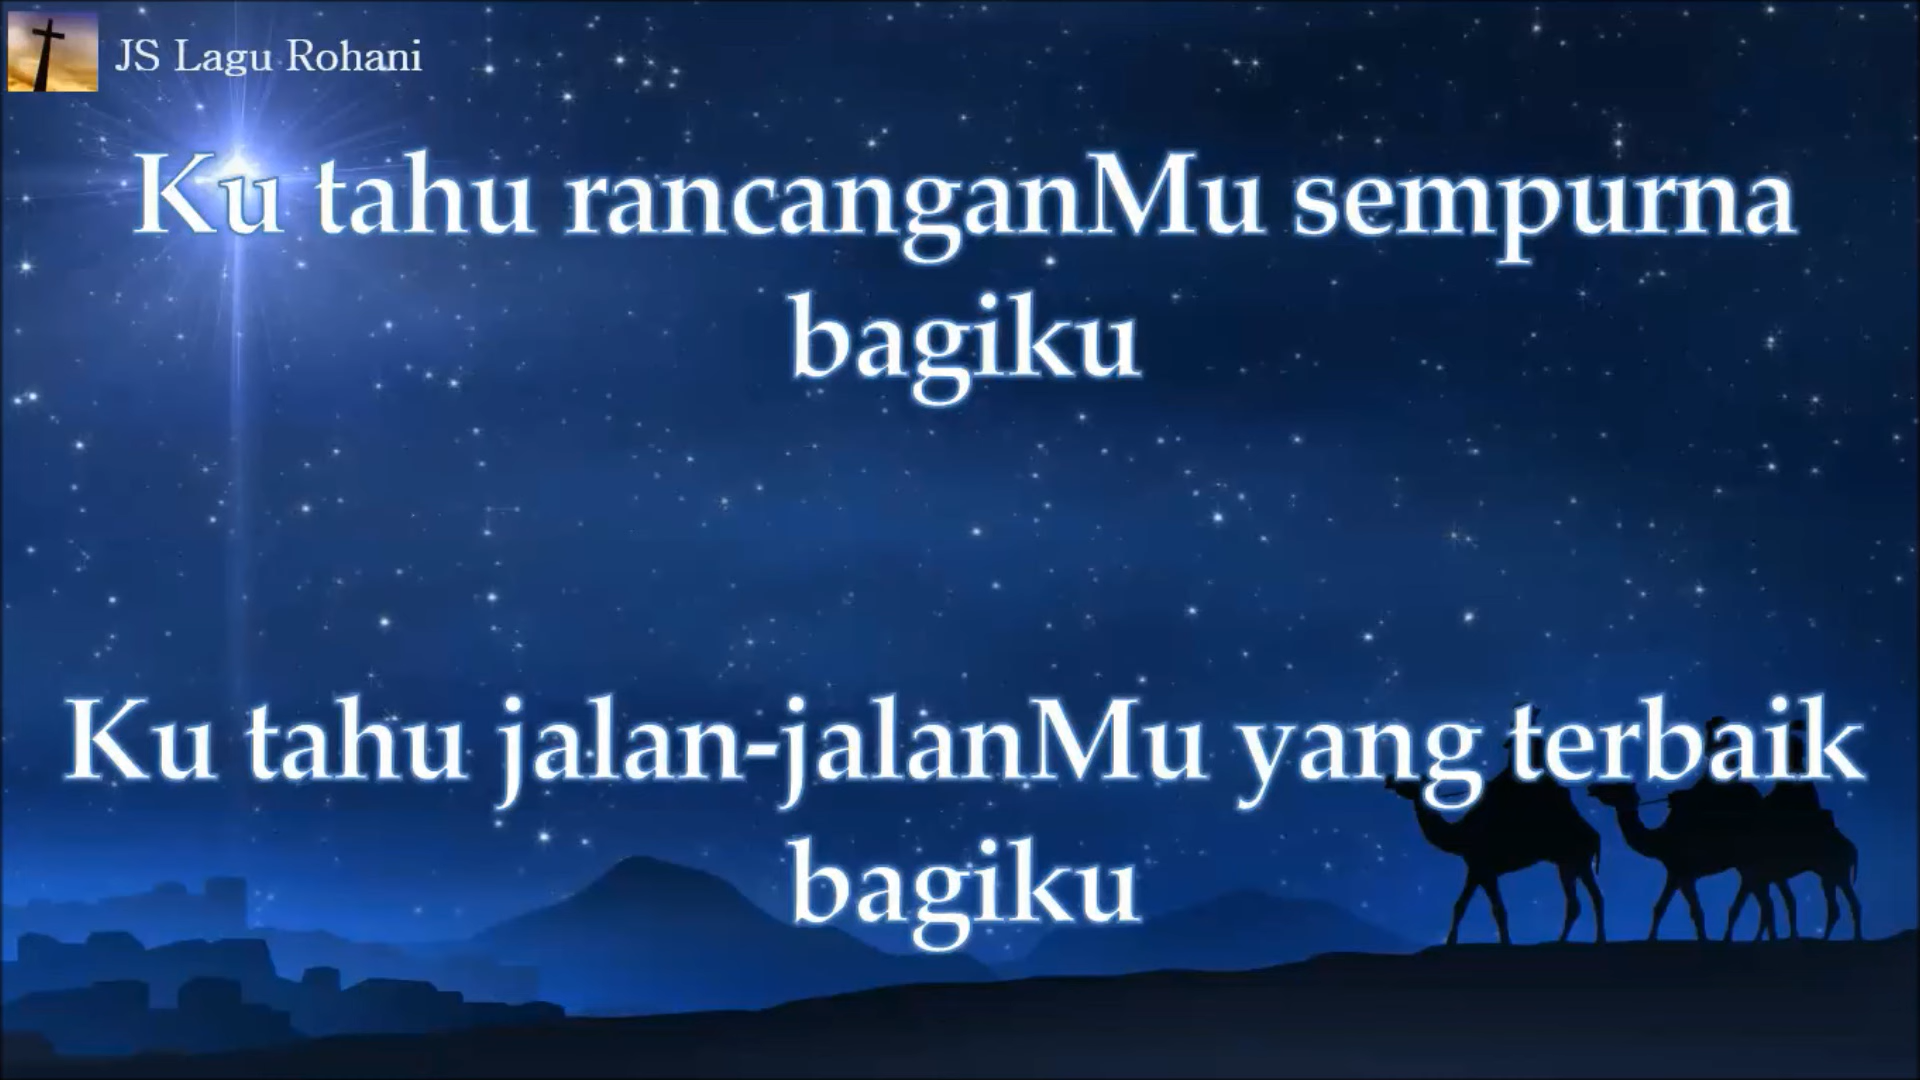 JS Lagu Rohani
Ku tahu rancanganMu sempurna
bagiku
Ku tahu jalan-jalanMu yang terbaik
bagiku